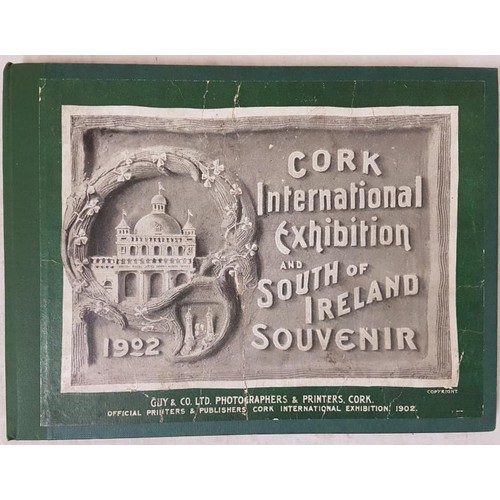 CORK
International
Exhibition
AND
SOUTH OF
IRELAND
SOUVENIR
1902
COPYRIGHT.
GUY & CO. LTD. PHOTOGRAPHERS & PRINTERS, CORK.
OFFICIAL PRINTERS & PUBLISHERS CORK INTERNATIONAL EXHIBITION, 1902.